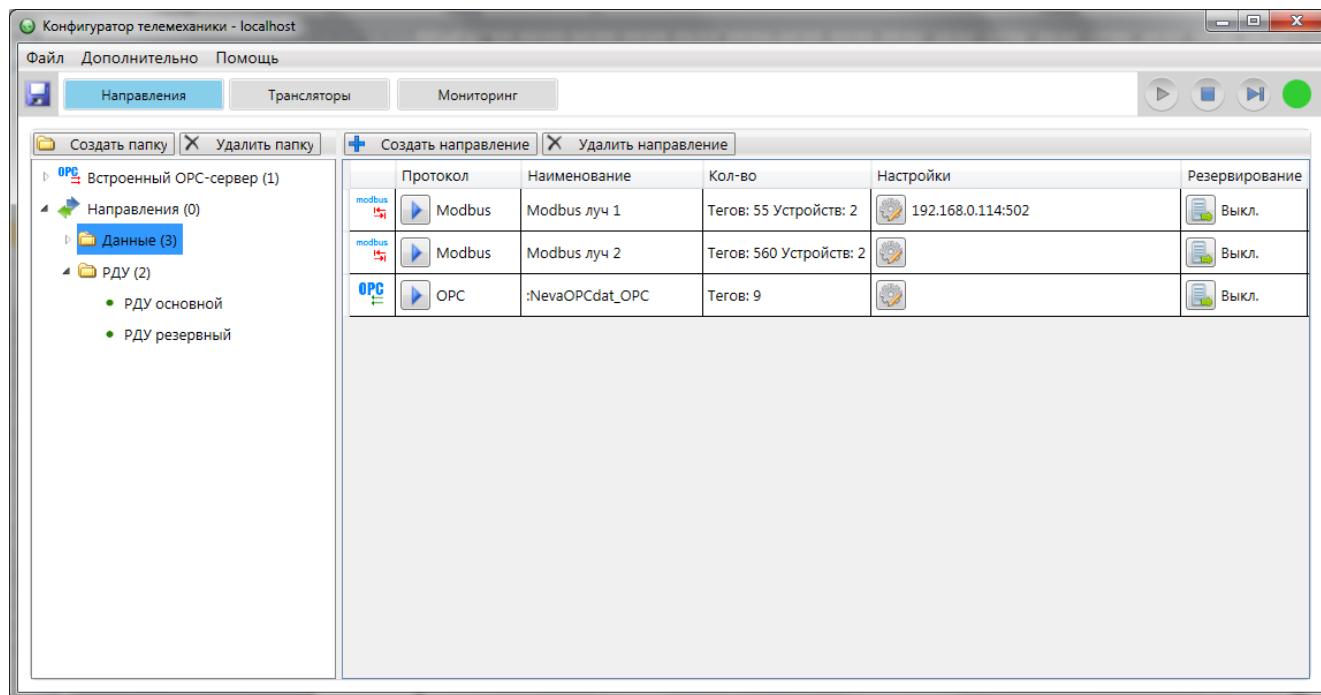 Конфигуратор телемеханики - localhost
Файл Дополнительно Помощь
Направления Трансляторы Мониторинг
Создать папку Удалить папку Создать направление Удалить направление
OPC Встроенный OPC-сервер (1)
Направления (0)
Данные (3)
РДУ (2)
РДУ основной
РДУ резервный
Протокол Наименование Кол-во Настройки Резервирование
modbus Modbus Modbus луч 1 Тегов: 55 Устройств: 2 192.168.0.114:502 Выкл.
modbus Modbus Modbus луч 2 Тегов: 560 Устройств: 2 Выкл.
OPC OPC :NevaOPCdat_OPC Тегов: 9 Выкл.